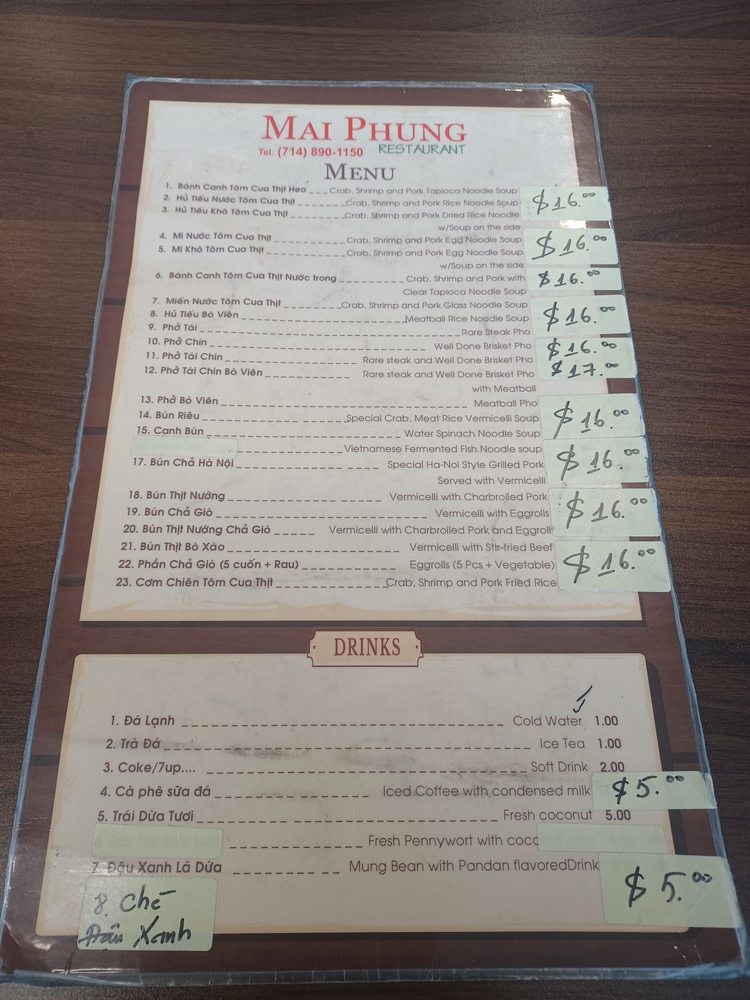 MAI PHUNG
Tel. (714) 890-1150 RESTAURANT
MENU
1. Bánh Canh Tôm Cua Thịt Heo Crab, Shrimp and Pork Tapioca Noodle Soup
2. Hủ Tiếu Nước Tôm Cua Thịt Crab, Shrimp and Pork Rice Noodle Soup $16.00
3. Hủ Tiếu Khô Tôm Cua Thịt Crab, Shrimp and Pork Dried Rice Noodle
w/Soup on the side
4. Mì Nước Tôm Cua Thịt Crab, Shrimp and Pork Egg Noodle Soup $16.00
5. Mì Khô Tôm Cua Thịt Crab, Shrimp and Pork Egg Noodle Soup
w/Soup on the side
6. Bánh Canh Tôm Cua Thịt Nước trong Crab, Shrimp and Pork with $16.00
Clear Tapioca Noodle Soup
7. Miến Nước Tôm Cua Thịt Crab, Shrimp and Pork Glass Noodle Soup
8. Hủ Tiếu Bò Viên Meatball Rice Noodle Soup $16.00
9. Phở Tái Rare Steak Pho
10. Phở Chín Well Done Brisket Pho $16.00
11. Phở Tái Chín Rare steak and Well Done Brisket Pho
12. Phở Tái Chín Bò Viên Rare steak and Well Done Brisket Pho $17.00
with Meatball
13. Phở Bò Viên Meatball Pho
14. Bún Riêu Special Crab, Meat Rice Vermicelli Soup $16.00
15. Canh Bún Water Spinach Noodle Soup
Vietnamese Fermented Fish Noodle soup
17. Bún Chả Hà Nội Special Ha-Noi Style Grilled Pork $16.00
Served with Vermicelli
18. Bún Thịt Nướng Vermicelli with Charbroiled Pork
19. Bún Chả Giò Vermicelli with Eggrolls $16.00
20. Bún Thịt Nướng Chả Giò Vermicelli with Charbroiled Pork and Eggroll
21. Bún Thịt Bò Xào Vermicelli with Stir-fried Beef
22. Phần Chả Giò (5 cuốn + Rau) Eggrolls (5 Pcs + Vegetable) $16.00
23. Cơm Chiên Tôm Cua Thịt Crab, Shrimp and Pork Fried Rice
DRINKS
1. Đá Lạnh Cold Water 1.00
2. Trà Đá Ice Tea 1.00
3. Coke/7up.... Soft Drink 2.00
4. Cà phê sữa đá Iced Coffee with condensed milk $5.00
5. Trái Dừa Tươi Fresh coconut 5.00
Fresh Pennywort with coco
7. Đậu Xanh Lá Dứa Mung Bean with Pandan flavoredDrink $5.00
8. Chè
Đậu Xanh